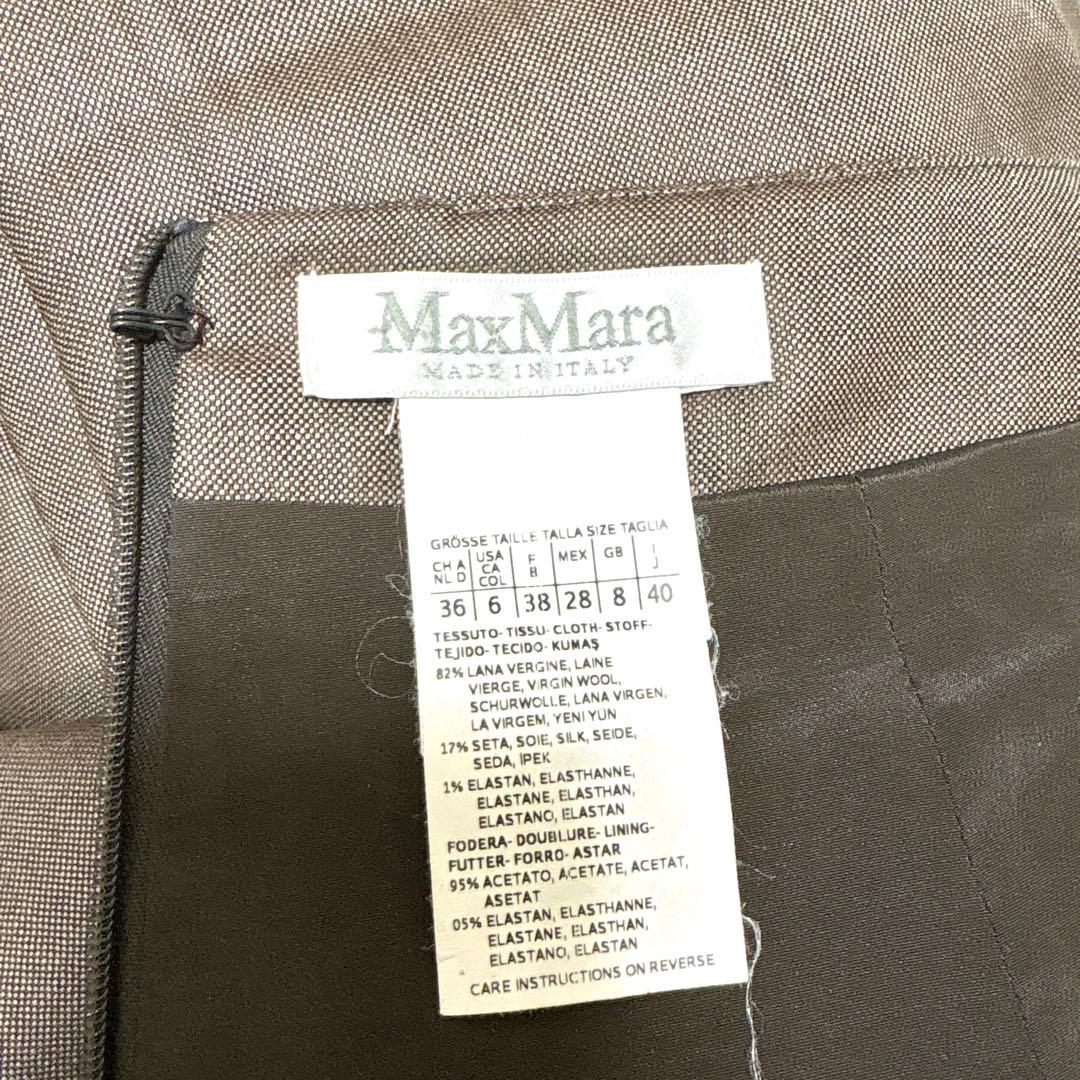 MaxMara
MADE IN ITALY
GRÖSSE TAILLE TALLA SIZE TAGLIA
CH A USA F MEX GB I
NL D CA B J
COL
36 6 38 28 8 40
TESSUTO- TISSU- CLOTH- STOFF-
TEJIDO- TECIDO- KUMAŞ
82% LANA VERGINE, LAINE
VIERGE, VIRGIN WOOL,
SCHURWOLLE, LANA VIRGEN,
LA VIRGEM, YENI YÜN
17% SETA, SOIE, SILK, SEIDE,
SEDA, İPEK
1% ELASTAN, ELASTHANNE,
ELASTANE, ELASTHAN,
ELASTANO, ELASTAN
FODERA- DOUBLURE- LINING-
FUTTER- FORRO- ASTAR
95% ACETATO, ACETATE, ACETAT,
ASETAT
05% ELASTAN, ELASTHANNE,
ELASTANE, ELASTHAN,
ELASTANO, ELASTAN
CARE INSTRUCTIONS ON REVERSE